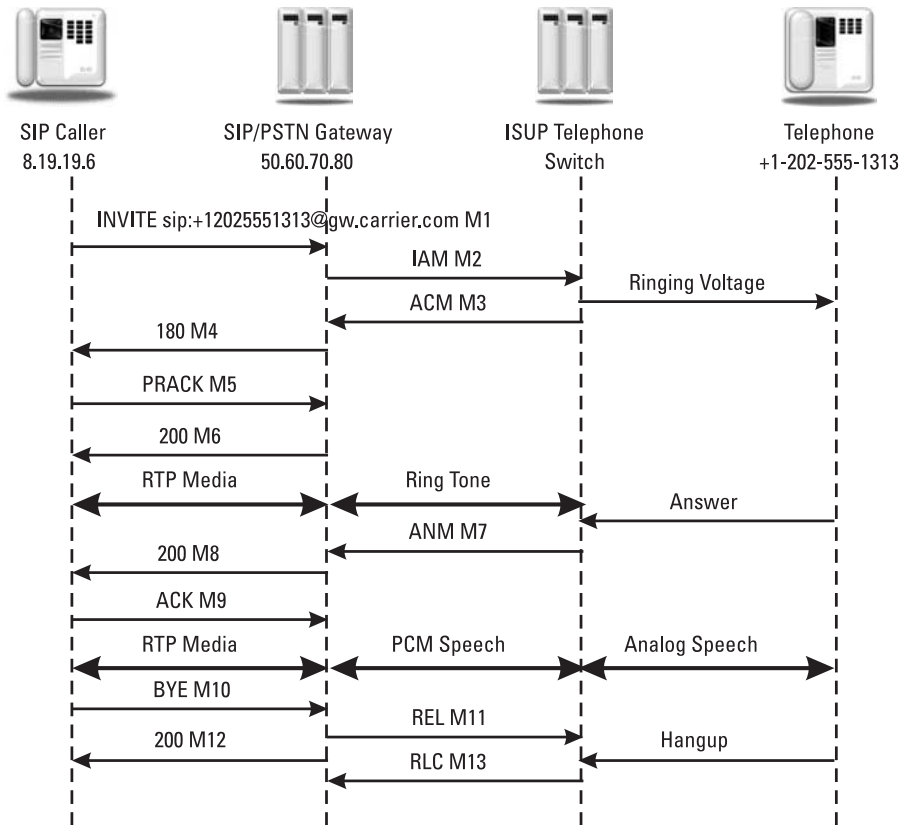 SIP Caller
8.19.19.6
SIP/PSTN Gateway
50.60.70.80
ISUP Telephone
Switch
Telephone
+1-202-555-1313
INVITE sip:+12025551313@gw.carrier.com M1
IAM M2
Ringing Voltage
ACM M3
180 M4
PRACK M5
200 M6
RTP Media
Ring Tone
Answer
ANM M7
200 M8
ACK M9
RTP Media
PCM Speech
Analog Speech
BYE M10
REL M11
200 M12
Hangup
RLC M13